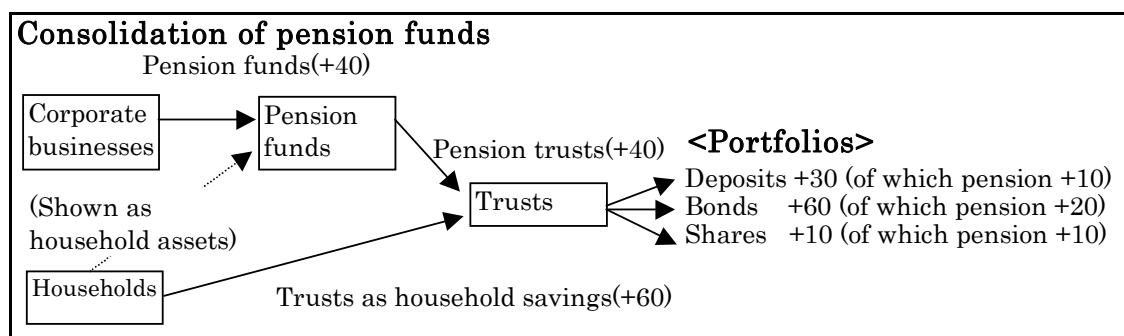 Consolidation of pension funds
Pension funds(+40)
Corporate
businesses
Pension
funds
Pension trusts(+40)
<Portfolios>
Trusts
Deposits +30 (of which pension +10)
Bonds +60 (of which pension +20)
Shares +10 (of which pension +10)
(Shown as
household assets)
Households
Trusts as household savings(+60)